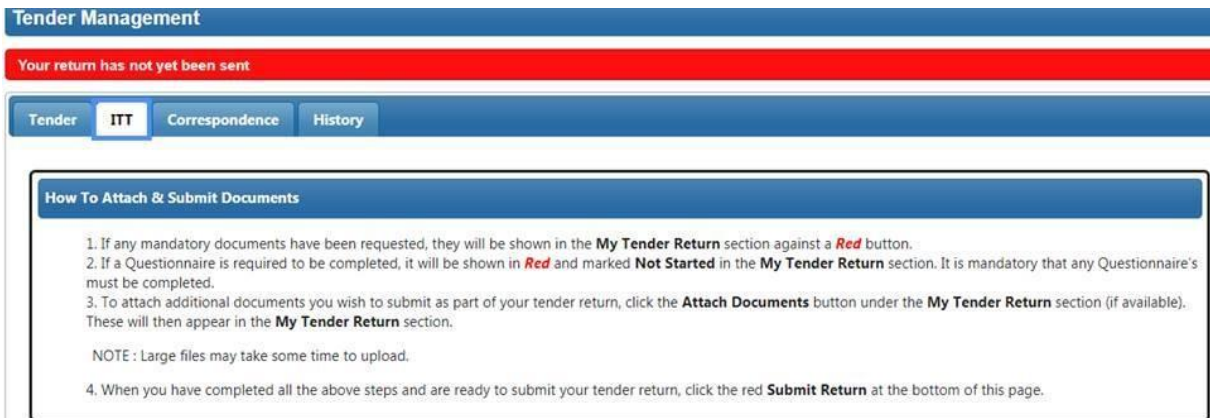 Tender Management
Your return has not yet been sent
Tender ITT Correspondence History
How To Attach & Submit Documents
1. If any mandatory documents have been requested, they will be shown in the My Tender Return section against a Red button.
2. If a Questionnaire is required to be completed, it will be shown in Red and marked Not Started in the My Tender Return section. It is mandatory that any Questionnaire's
must be completed.
3. To attach additional documents you wish to submit as part of your tender return, click the Attach Documents button under the My Tender Return section (if available).
These will then appear in the My Tender Return section.
NOTE : Large files may take some time to upload.
4. When you have completed all the above steps and are ready to submit your tender return, click the red Submit Return at the bottom of this page.